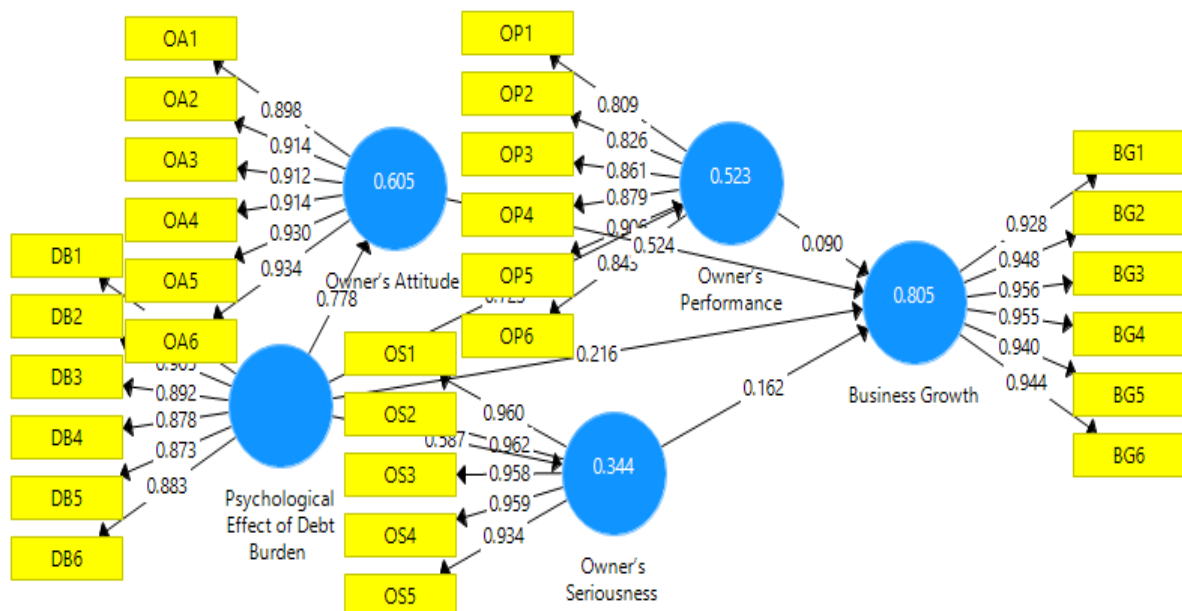 OA1
OA2
OA3
OA4
OA5
OA6
0.898
0.914
0.912
0.914
0.930
0.934
0.605
Owner's Attitude
OP1
OP2
OP3
OP4
OP5
OP6
0.809
0.826
0.861
0.879
0.845
0.523
Owner's
Performance
0.090
0.524
0.778
0.216
DB1
DB2
DB3
DB4
DB5
DB6
0.892
0.878
0.873
0.883
Psychological
Effect of Debt
Burden
OS1
OS2
OS3
OS4
OS5
0.587
0.960
0.962
0.958
0.959
0.934
0.344
Owner's
Seriousness
0.162
0.805
Business Growth
0.928
0.948
0.956
0.955
0.940
0.944
BG1
BG2
BG3
BG4
BG5
BG6